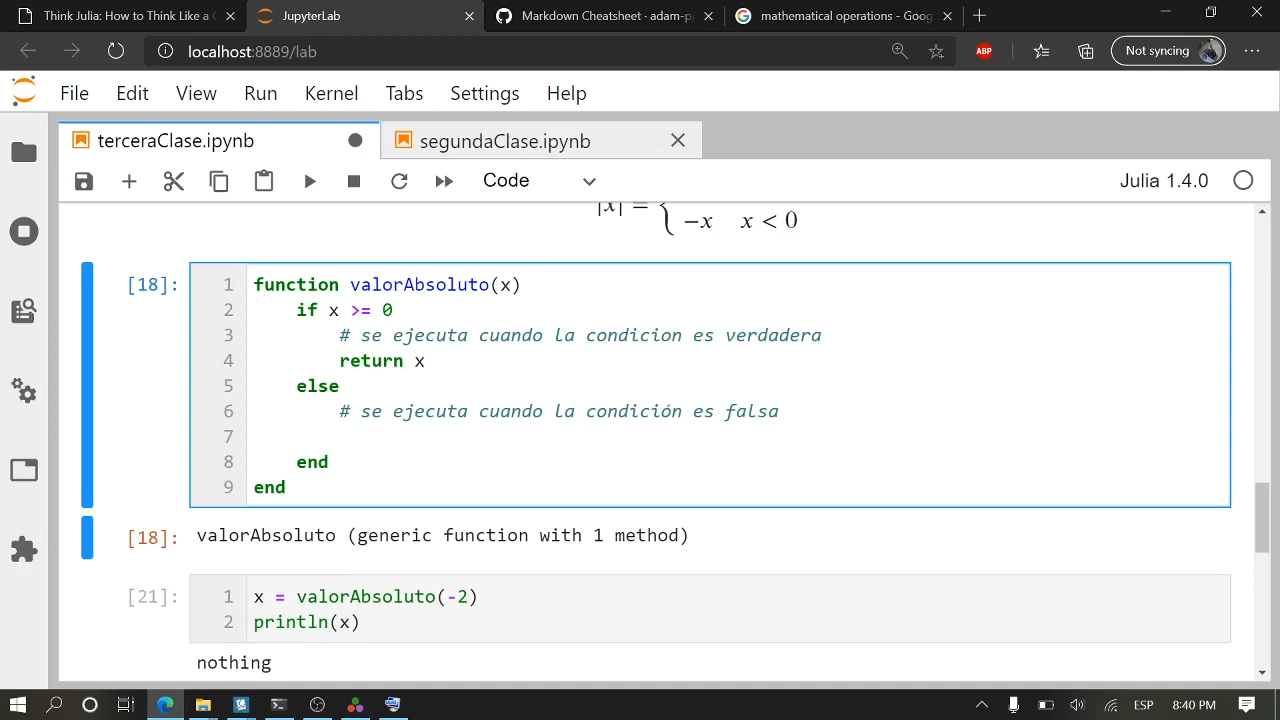 Think Julia: How to Think Like a
JupyterLab
Markdown Cheatsheet · adam-p
mathematical operations - Goog
localhost:8889/lab
ABP
Not syncing
File Edit View Run Kernel Tabs Settings Help
terceraClase.ipynb
segundaClase.ipynb
Code
Julia 1.4.0
|x| = { −x x < 0
[18]:
1 function valorAbsoluto(x)
2 if x >= 0
3 # se ejecuta cuando la condicion es verdadera
4 return x
5 else
6 # se ejecuta cuando la condición es falsa
7
8 end
9 end
[18]: valorAbsoluto (generic function with 1 method)
[21]: 1 x = valorAbsoluto(-2)
2 println(x)
nothing
ESP 8:40 PM